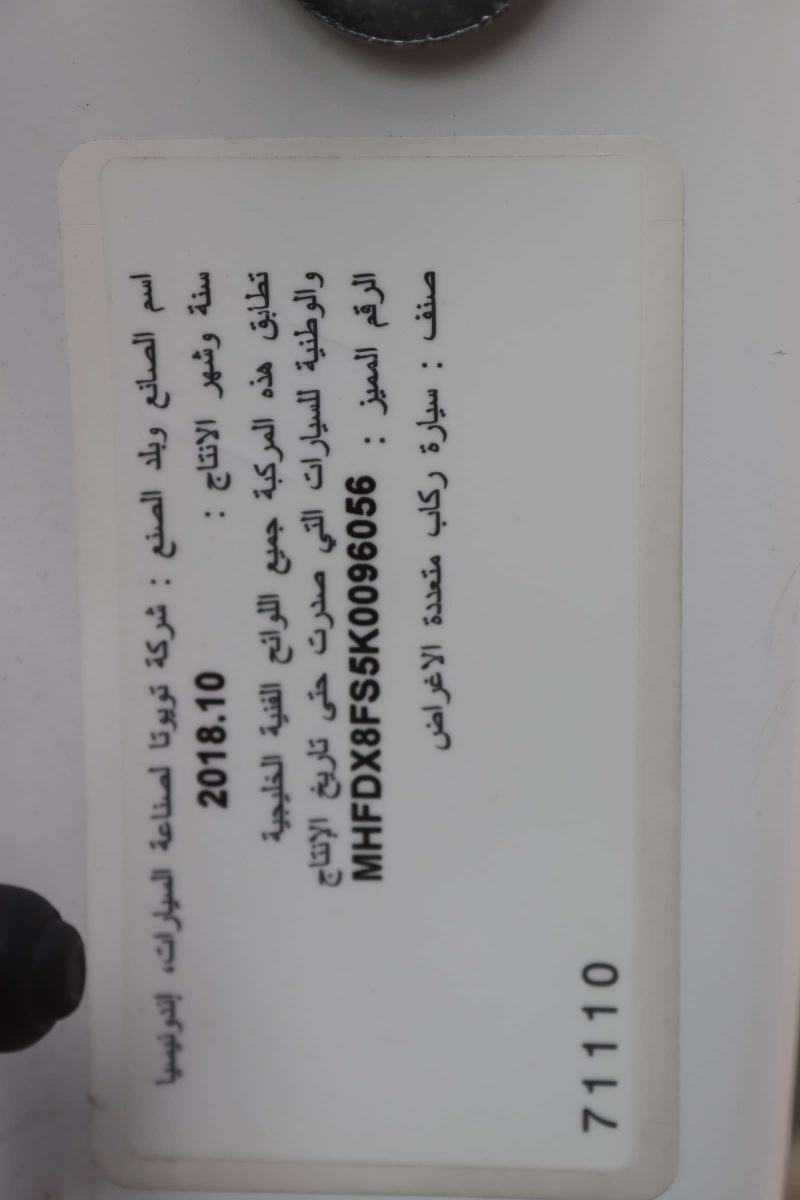 اسم الصانع وبلد الصنع : شركة تويوتا لصناعة السيارات، إندونيسيا
سنة وشهر الانتاج : 2018.10
تطابق هذه المركبة جميع اللوائح الفنية الخليجية
والوطنية للسيارات التي صدرت حتى تاريخ الإنتاج
الرقم المميز : MHFDX8FS5K0096056
صنف : سيارة ركاب متعددة الاغراض
71110